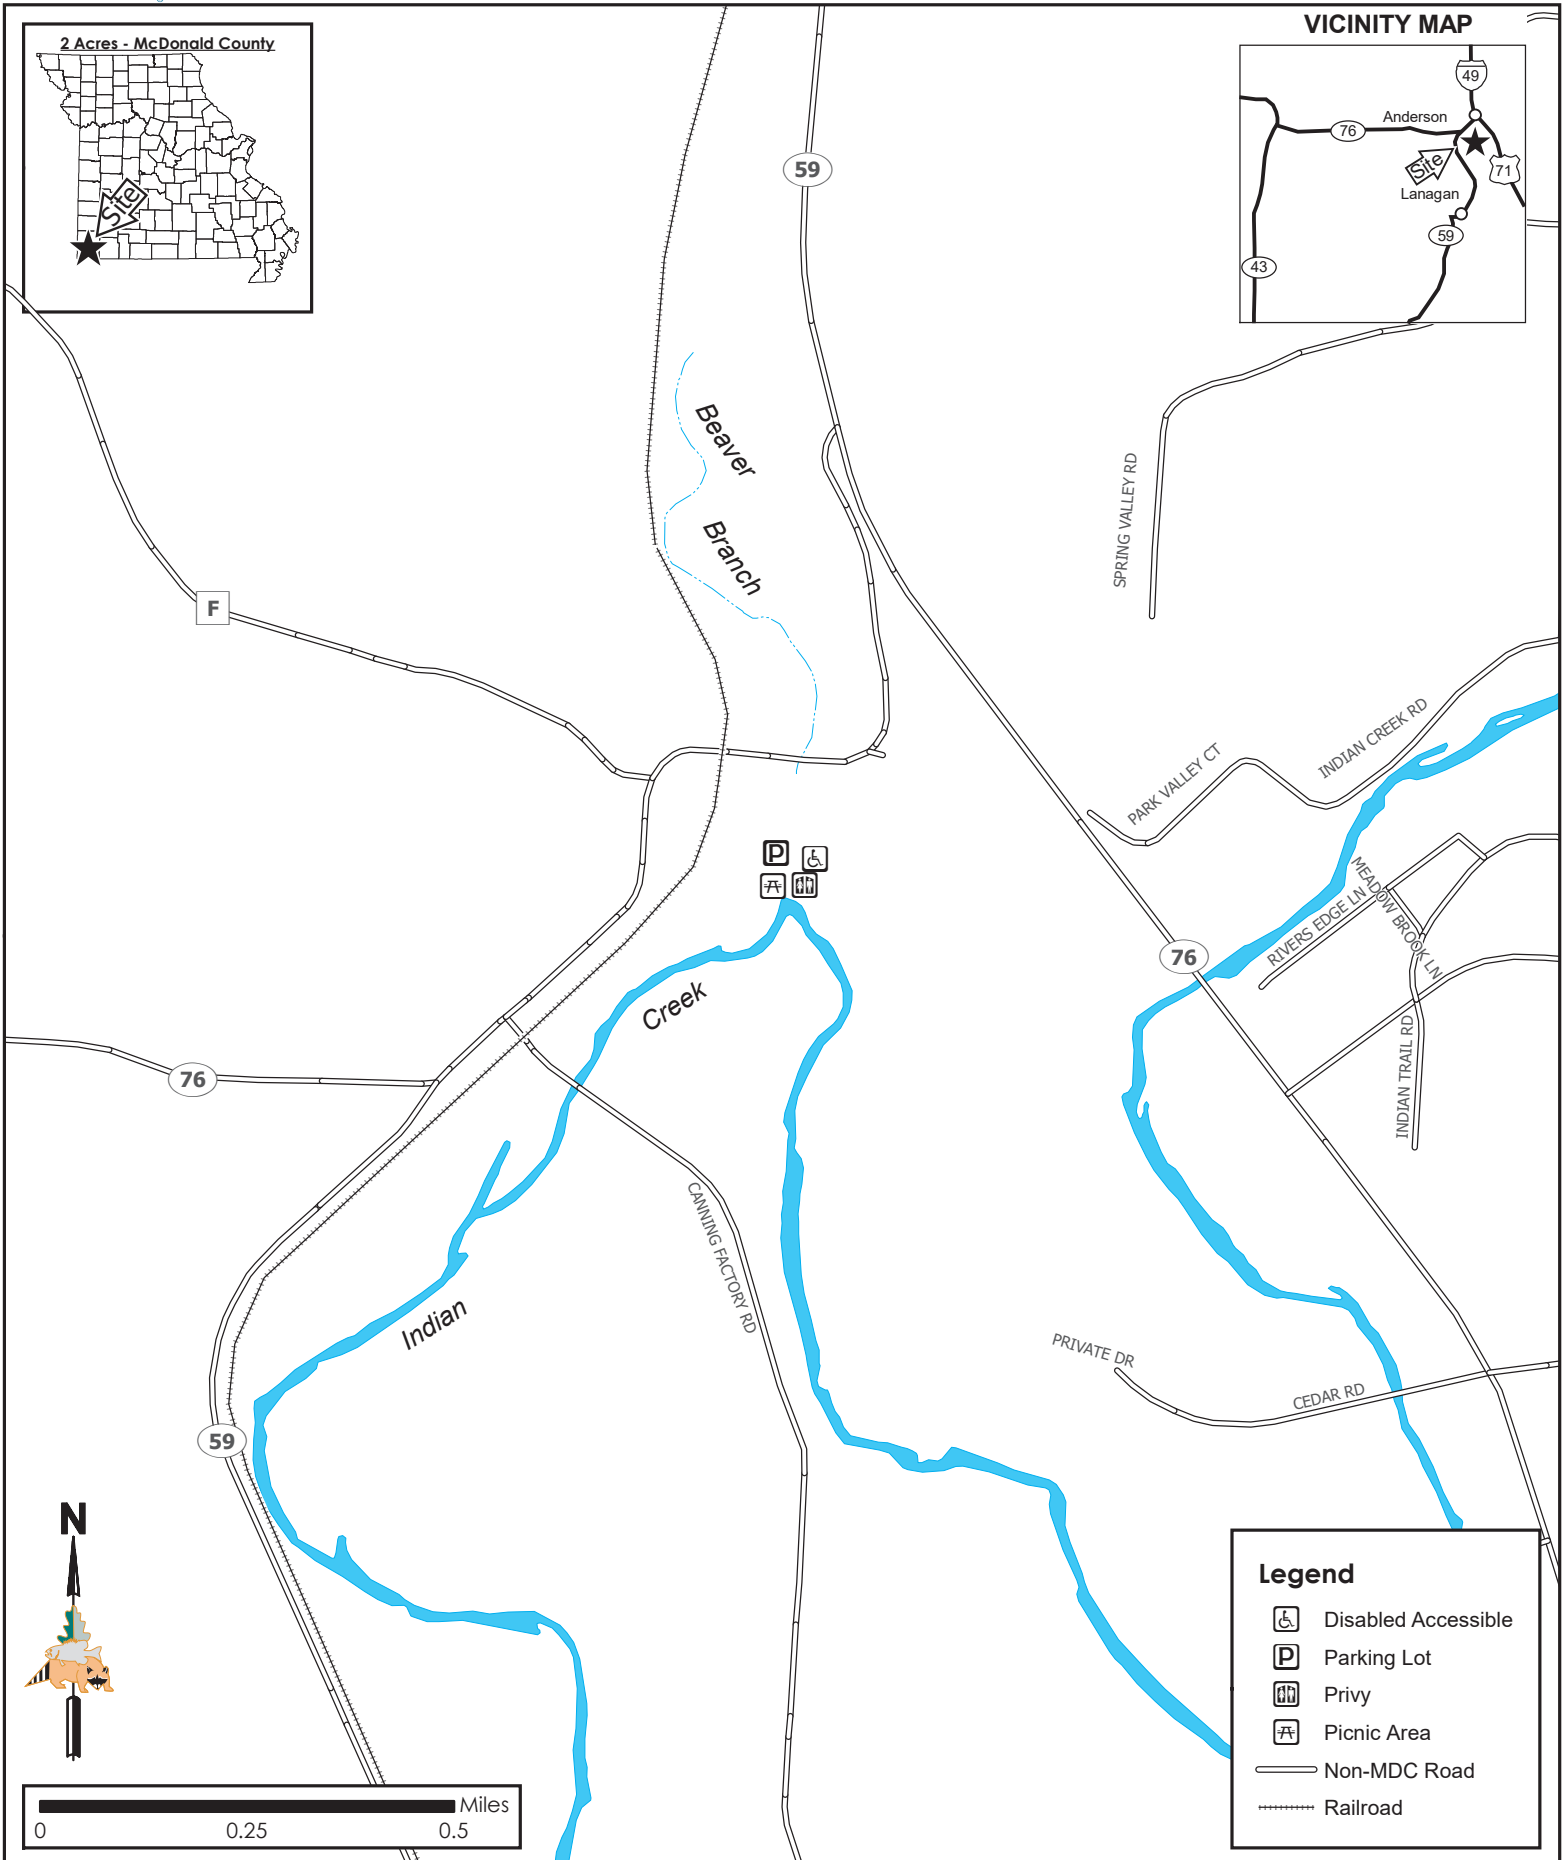 2 Acres - McDonald County
Site
VICINITY MAP
49
Anderson
76
Site
71
Lanagan
59
43
59
Beaver
Branch
SPRING VALLEY RD
F
INDIAN CREEK RD
PARK VALLEY CT
MEADOW BROOK LN
RIVERS EDGE LN
76
Creek
INDIAN TRAIL RD
76
CANNING FACTORY RD
Indian
PRIVATE DR
CEDAR RD
59
N
Legend
Disabled Accessible
P Parking Lot
Privy
Picnic Area
Non-MDC Road
Railroad
P
Miles
0 0.25 0.5